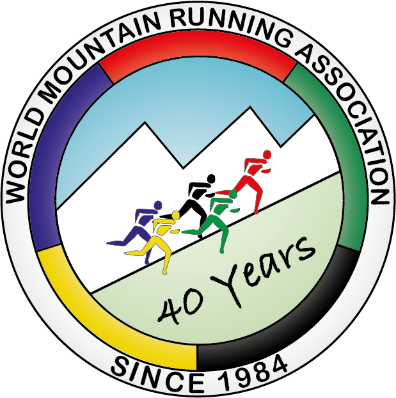 WORLD MOUNTAIN RUNNING ASSOCIATION
40 Years
SINCE 1984